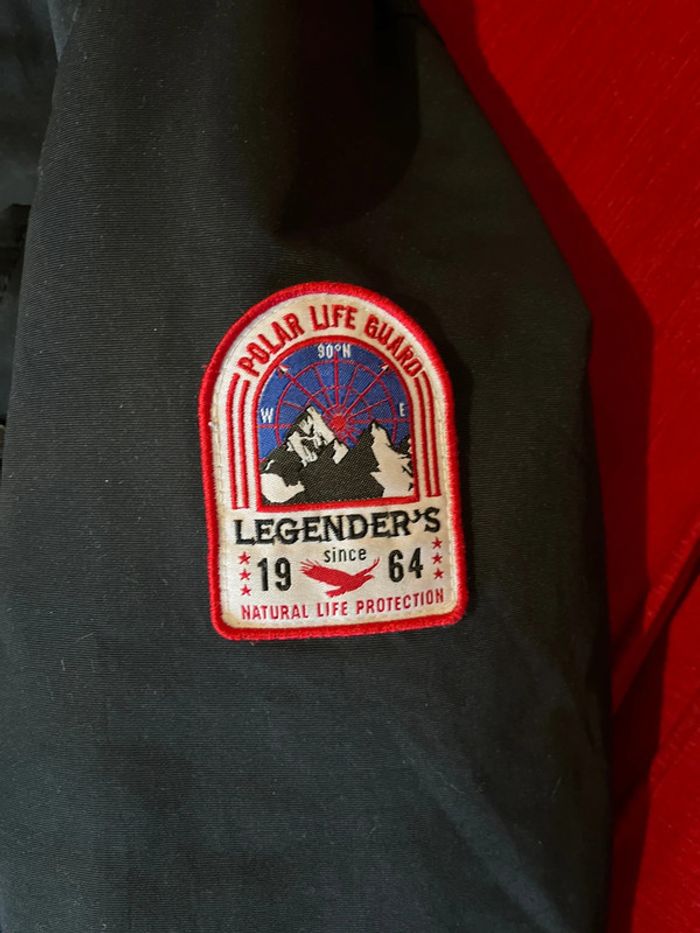 POLAR LIFE GUARD
90°N
W E
LEGENDER'S
since
19 64
NATURAL LIFE PROTECTION